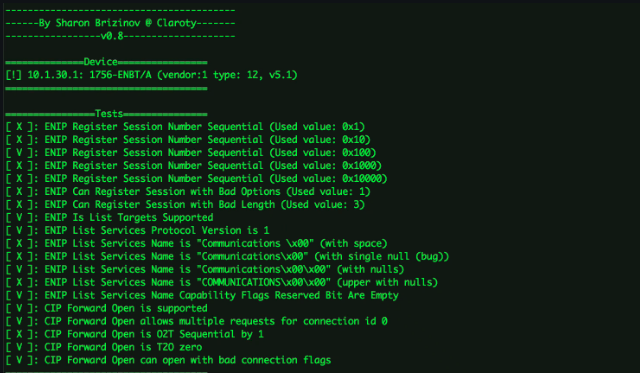 ----------------------------------------
------By Sharon Brizinov @ Claroty-------
-----------------v0.8--------------------
==============Device================
[!] 10.1.30.1: 1756-ENBT/A (vendor:1 type: 12, v5.1)
====================================
================Tests===============
[ X ]: ENIP Register Session Number Sequential (Used value: 0x1)
[ X ]: ENIP Register Session Number Sequential (Used value: 0x10)
[ V ]: ENIP Register Session Number Sequential (Used value: 0x100)
[ X ]: ENIP Register Session Number Sequential (Used value: 0x1000)
[ X ]: ENIP Register Session Number Sequential (Used value: 0x10000)
[ X ]: ENIP Can Register Session with Bad Options (Used value: 1)
[ X ]: ENIP Can Register Session with Bad Length (Used value: 3)
[ V ]: ENIP Is List Targets Supported
[ V ]: ENIP List Services Protocol Version is 1
[ X ]: ENIP List Services Name is "Communications \x00" (with space)
[ X ]: ENIP List Services Name is "Communications\x00" (with single null (bug))
[ V ]: ENIP List Services Name is "Communications\x00\x00" (with nulls)
[ X ]: ENIP List Services Name is "COMMUNICATIONS\x00\x00" (upper with nulls)
[ V ]: ENIP List Services Name Capability Flags Reserved Bit Are Empty
[ V ]: CIP Forward Open is supported
[ V ]: CIP Forward Open allows multiple requests for connection id 0
[ X ]: CIP Forward Open is O2T Sequential by 1
[ V ]: CIP Forward Open is T2O zero
[ V ]: CIP Forward Open can open with bad connection flags
====================================